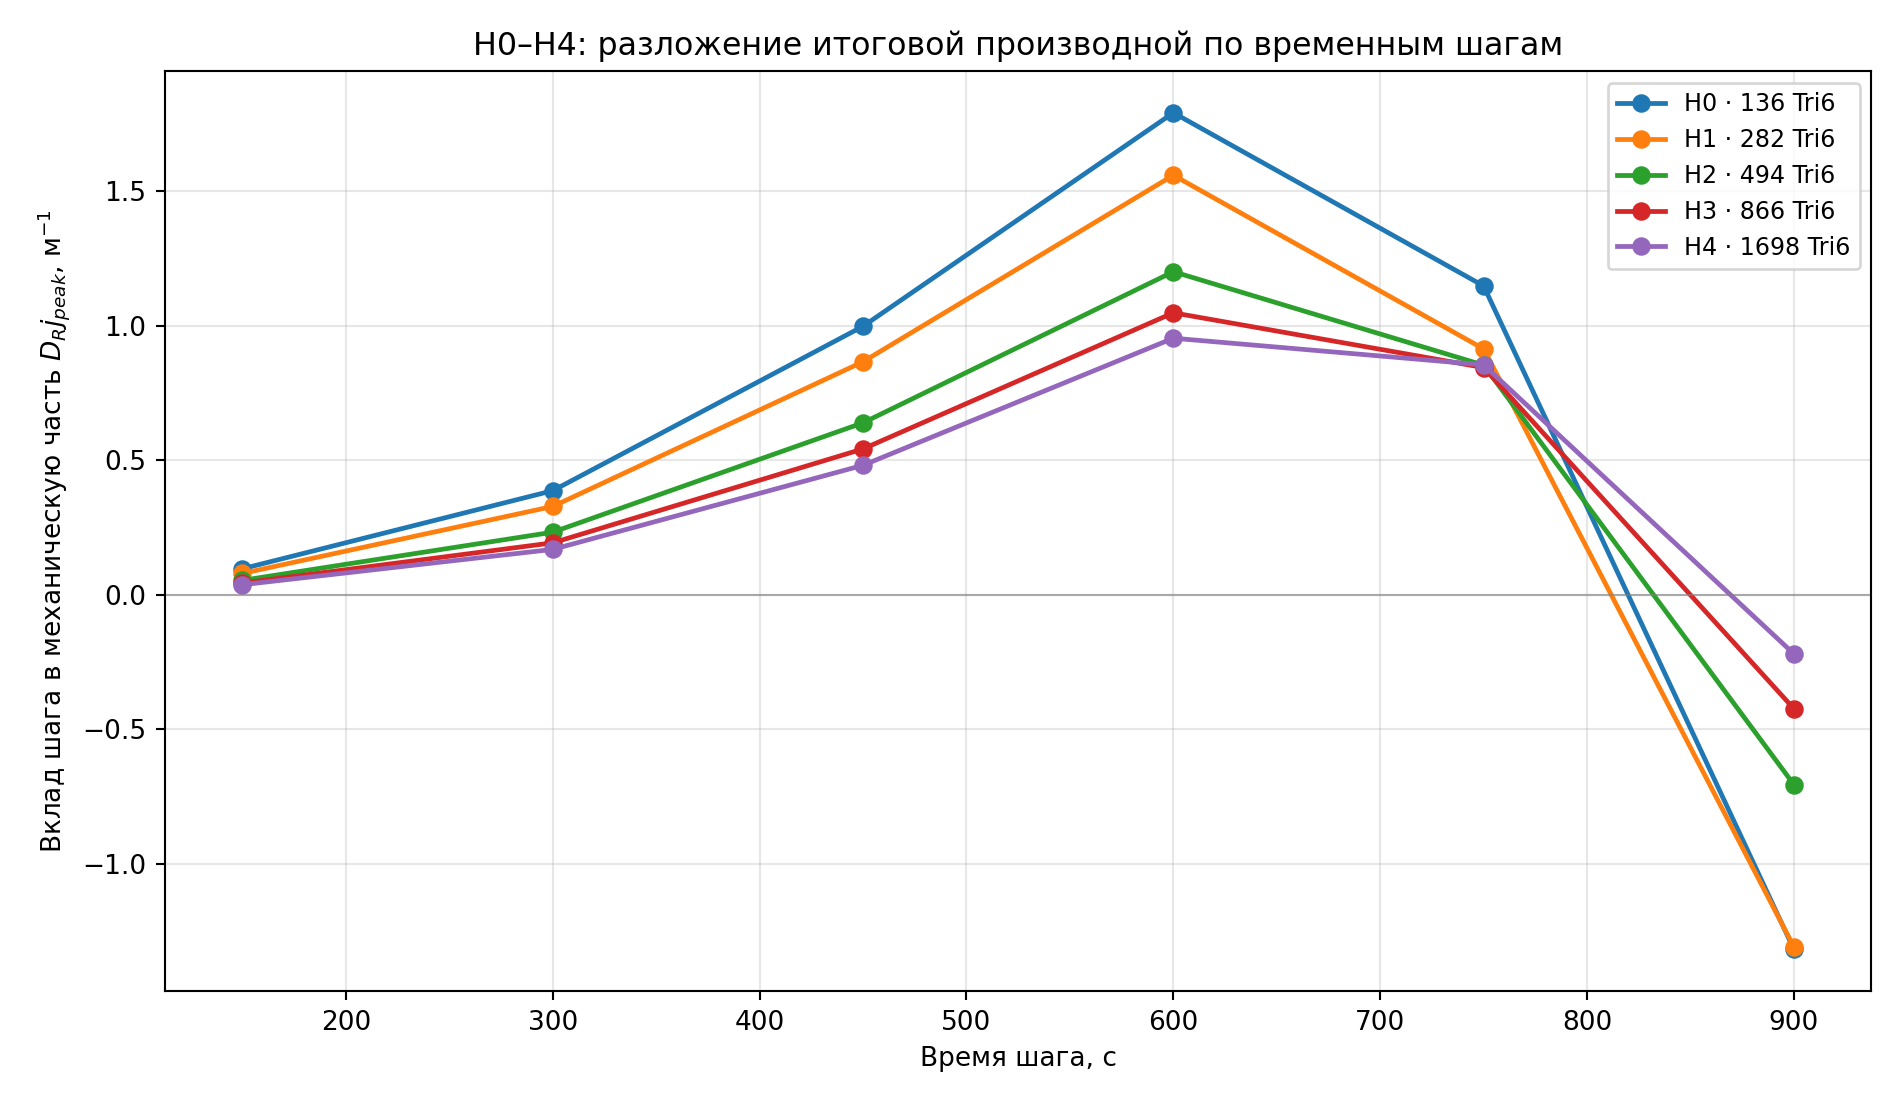 H0–H4: разложение итоговой производной по временным шагам
Вклад шага в механическую часть $D_R j_{peak}$, м⁻¹
1.5
1.0
0.5
0.0
−0.5
−1.0
H0 · 136 Tri6
H1 · 282 Tri6
H2 · 494 Tri6
H3 · 866 Tri6
H4 · 1698 Tri6
200 300 400 500 600 700 800 900
Время шага, с